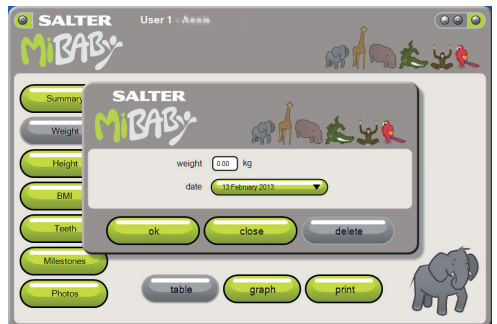 SALTER User 1 -
MiBABy
Summary
Weight
Height
BMI
Teeth
Milestones
Photos
SALTER
MiBABy
weight 0.00 kg
date 13 February 2013
ok close delete
table graph print